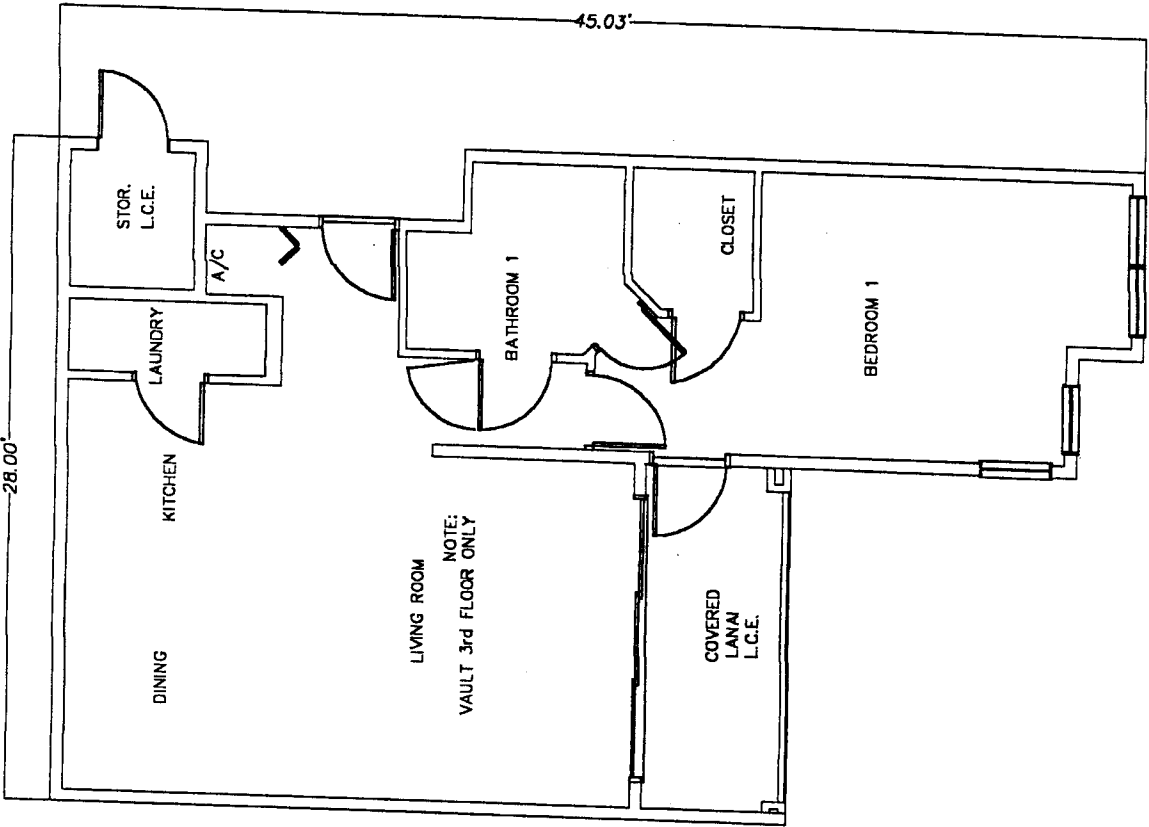 45.03'
28.00'
STOR.
L.C.E.
A/C
LAUNDRY
KITCHEN
DINING
LIVING ROOM
NOTE:
VAULT 3rd FLOOR ONLY
BATHROOM 1
CLOSET
BEDROOM 1
COVERED
LANAI
L.C.E.